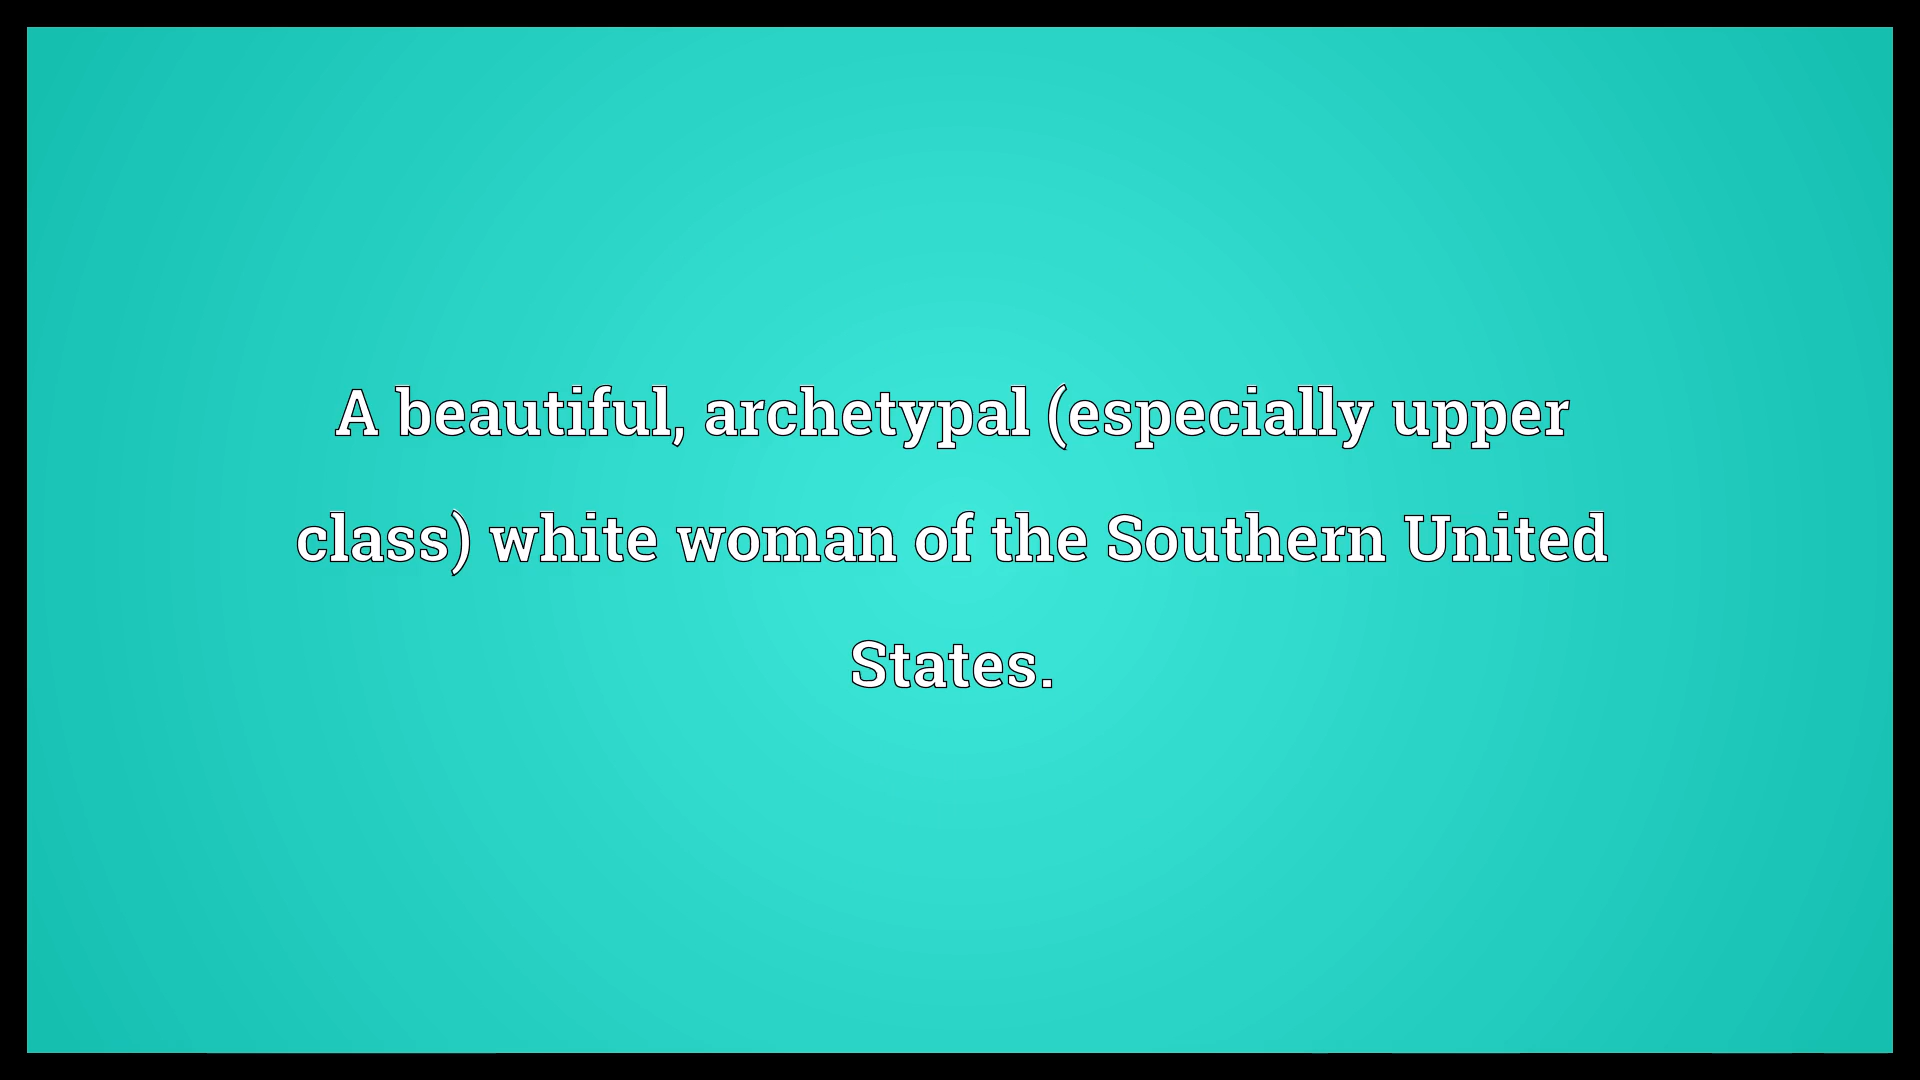 A beautiful, archetypal (especially upper
class) white woman of the Southern United
States.